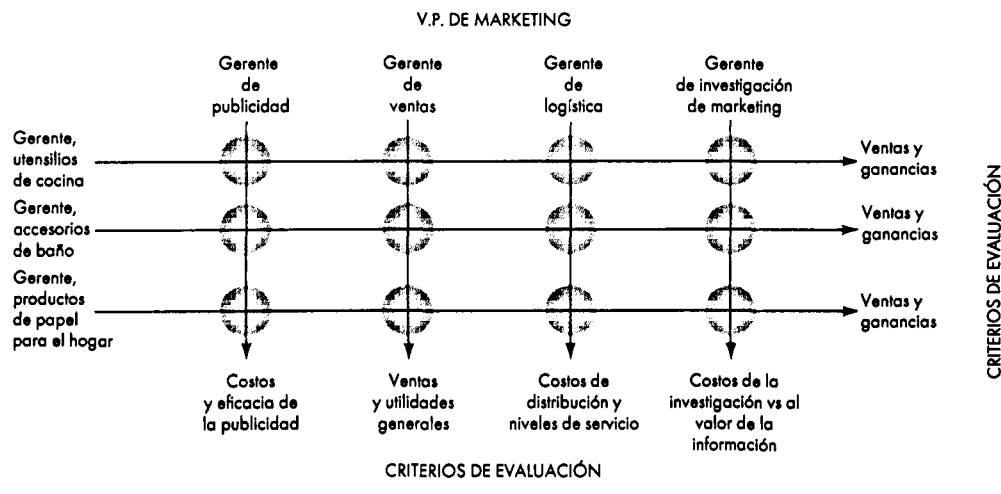 V.P. DE MARKETING
Gerente
de
publicidad
Gerente
de
ventas
Gerente
de
logística
Gerente
de investigación
de marketing
Gerente,
utensilios
de cocina
Ventas y
ganancias
Gerente,
accesorios
de baño
Ventas y
ganancias
Gerente,
productos
de papel
para el hogar
Ventas y
ganancias
CRITERIOS DE EVALUACIÓN
Costos
y eficacia de
la publicidad
Ventas
y utilidades
generales
Costos de
distribución y
niveles de servicio
Costos de la
investigación vs al
valor de la
información
CRITERIOS DE EVALUACIÓN